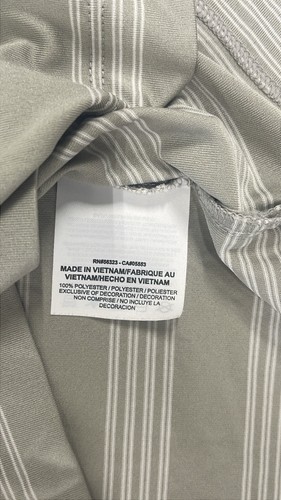 RN#56323 - CA#05553
MADE IN VIETNAM/FABRIQUE AU
VIETNAM/HECHO EN VIETNAM
100% POLYESTER / POLYESTER / POLIESTER
EXCLUSIVE OF DECORATION / DECORATION
NON COMPRISE / NO INCLUYE LA
DECORACION